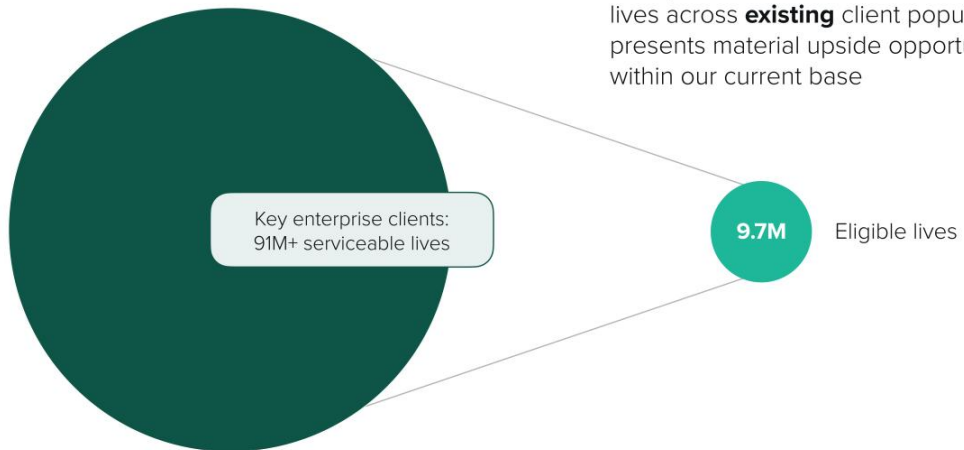 lives across existing client
presents material upside
within our current base
Key enterprise clients:
91M+ serviceable lives
9.7M
Eligible lives